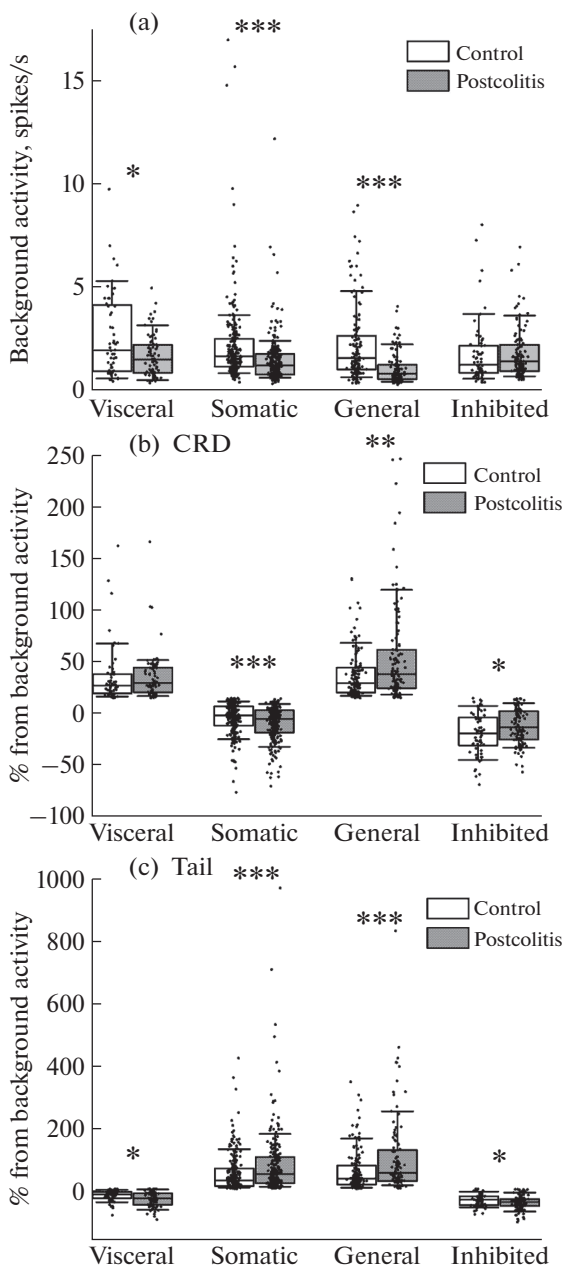 (a)
***
Control
Postcolitis
*
***
Background activity, spikes/s
15
10
5
0
Visceral Somatic General Inhibited
(b) CRD
**
Control
Postcolitis
***
*
% from background activity
250
200
150
100
50
0
−50
−100
Visceral Somatic General Inhibited
(c) Tail
***
Control
Postcolitis
***
*
*
% from background activity
1000
800
600
400
200
0
Visceral Somatic General Inhibited